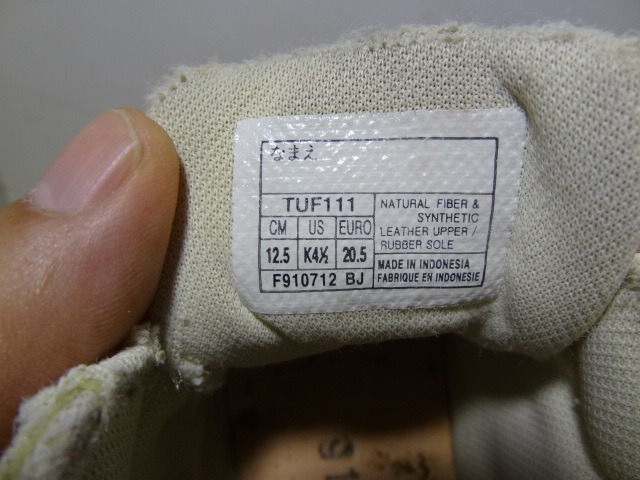 なまえ
TUF111
CM US EURO
12.5 K4½ 20.5
F910712 BJ
NATURAL FIBER &
SYNTHETIC
LEATHER UPPER /
RUBBER SOLE
MADE IN INDONESIA
FABRIQUE EN INDONESIE